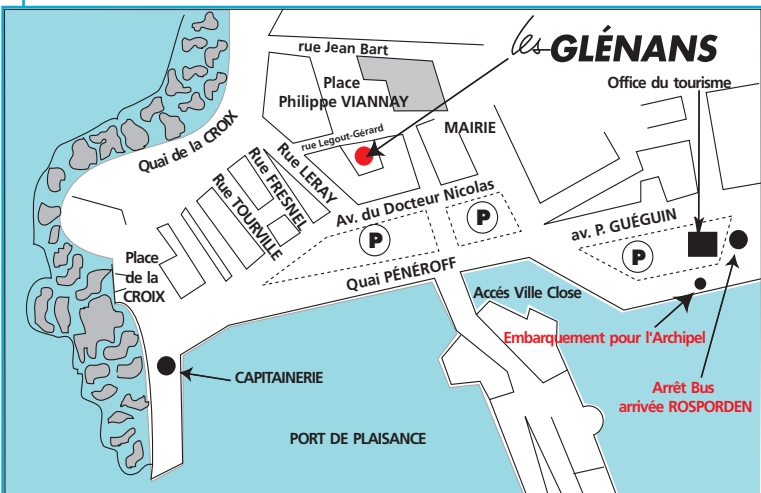 les GLÉNANS
rue Jean Bart
Place
Philippe VIANNAY
Office du tourisme
rue Legout-Gérard
MAIRIE
Quai de la CROIX
Rue LERAY
Rue FRESNEL
Rue TOURVILLE
Av. du Docteur Nicolas
P
P
av. P. GUÉGUIN
P
Place
de la
CROIX
Quai PÉNÉROFF
Accés Ville Close
Embarquement pour l'Archipel
CAPITAINERIE
Arrêt Bus
arrivée ROSPORDEN
PORT DE PLAISANCE